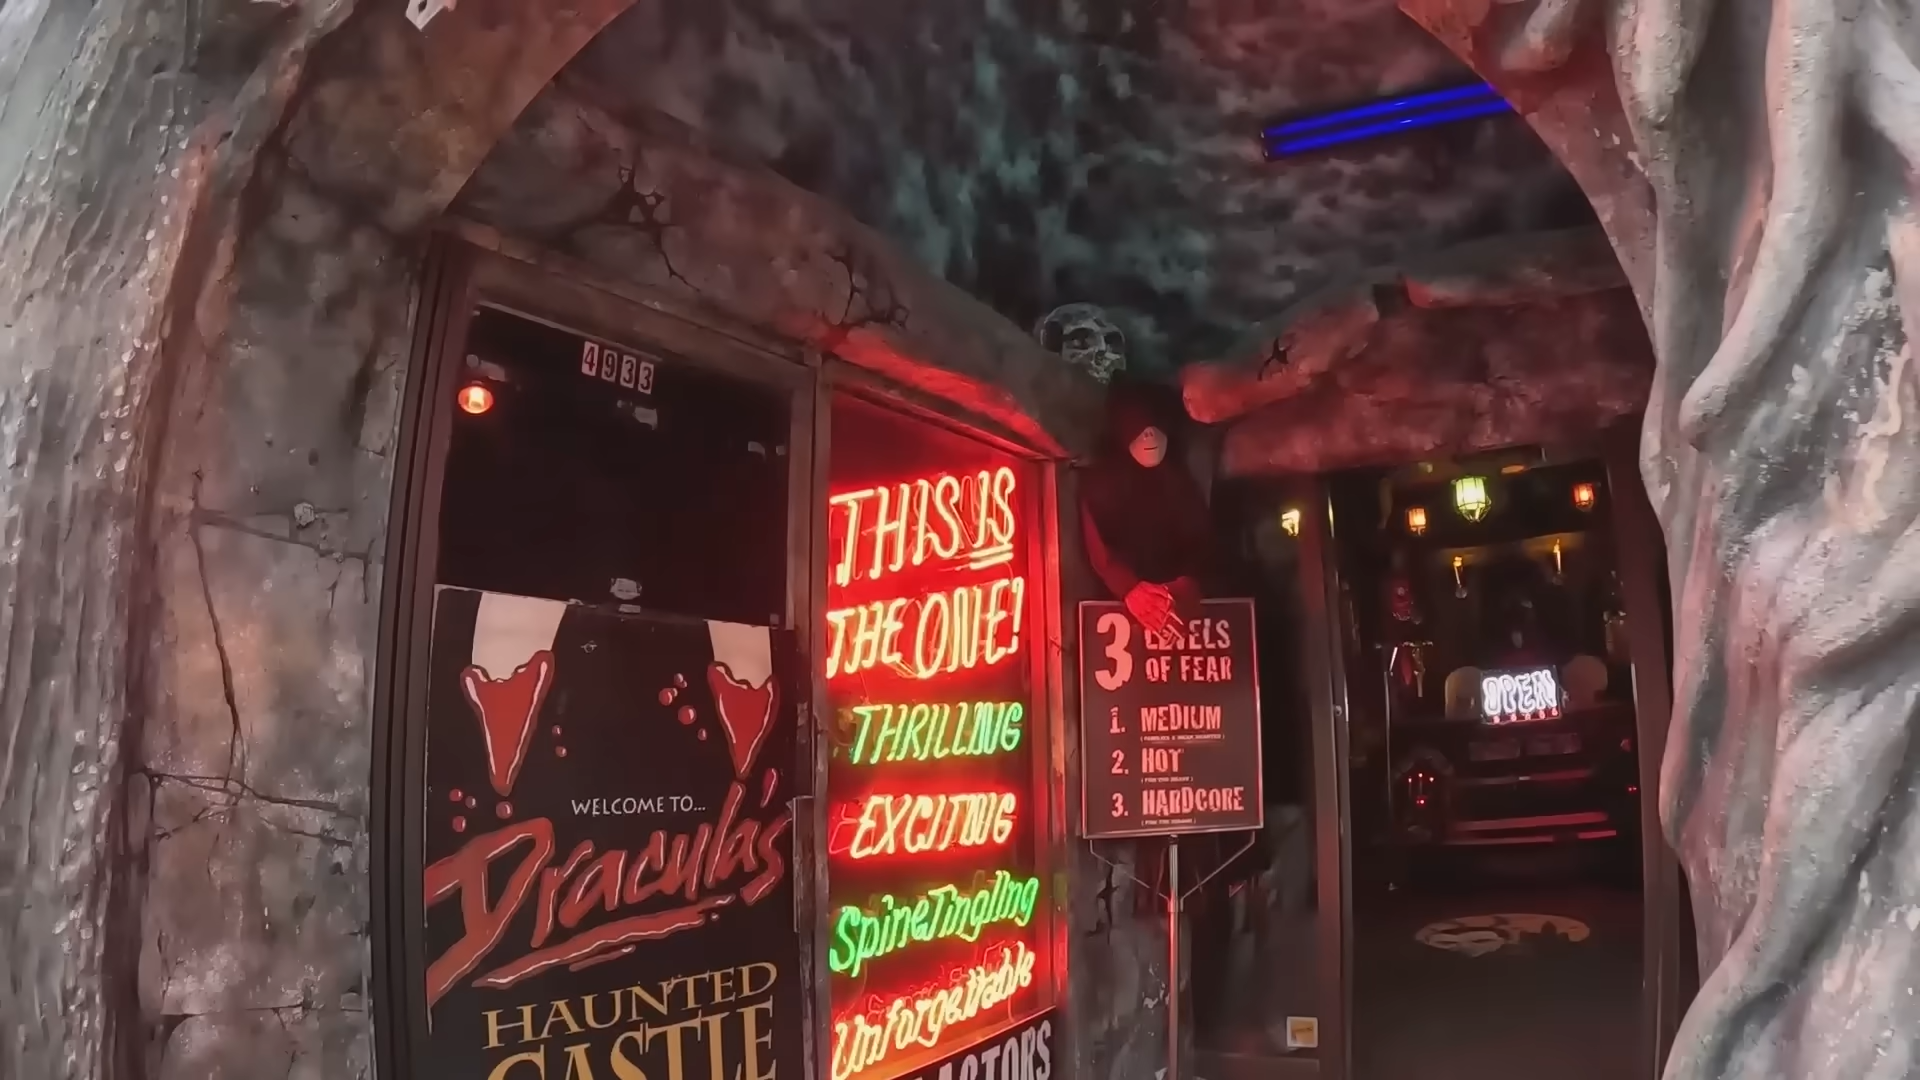 4933
WELCOME TO...
Dracula's
HAUNTED
CASTLE
THIS IS
THE ONE!
THRILLING
EXCITING
SpineTingling
Unforgettable
ACTORS
3 LEVELS
OF FEAR
1. MEDIUM
2. HOT
3. HARDCORE
OPEN